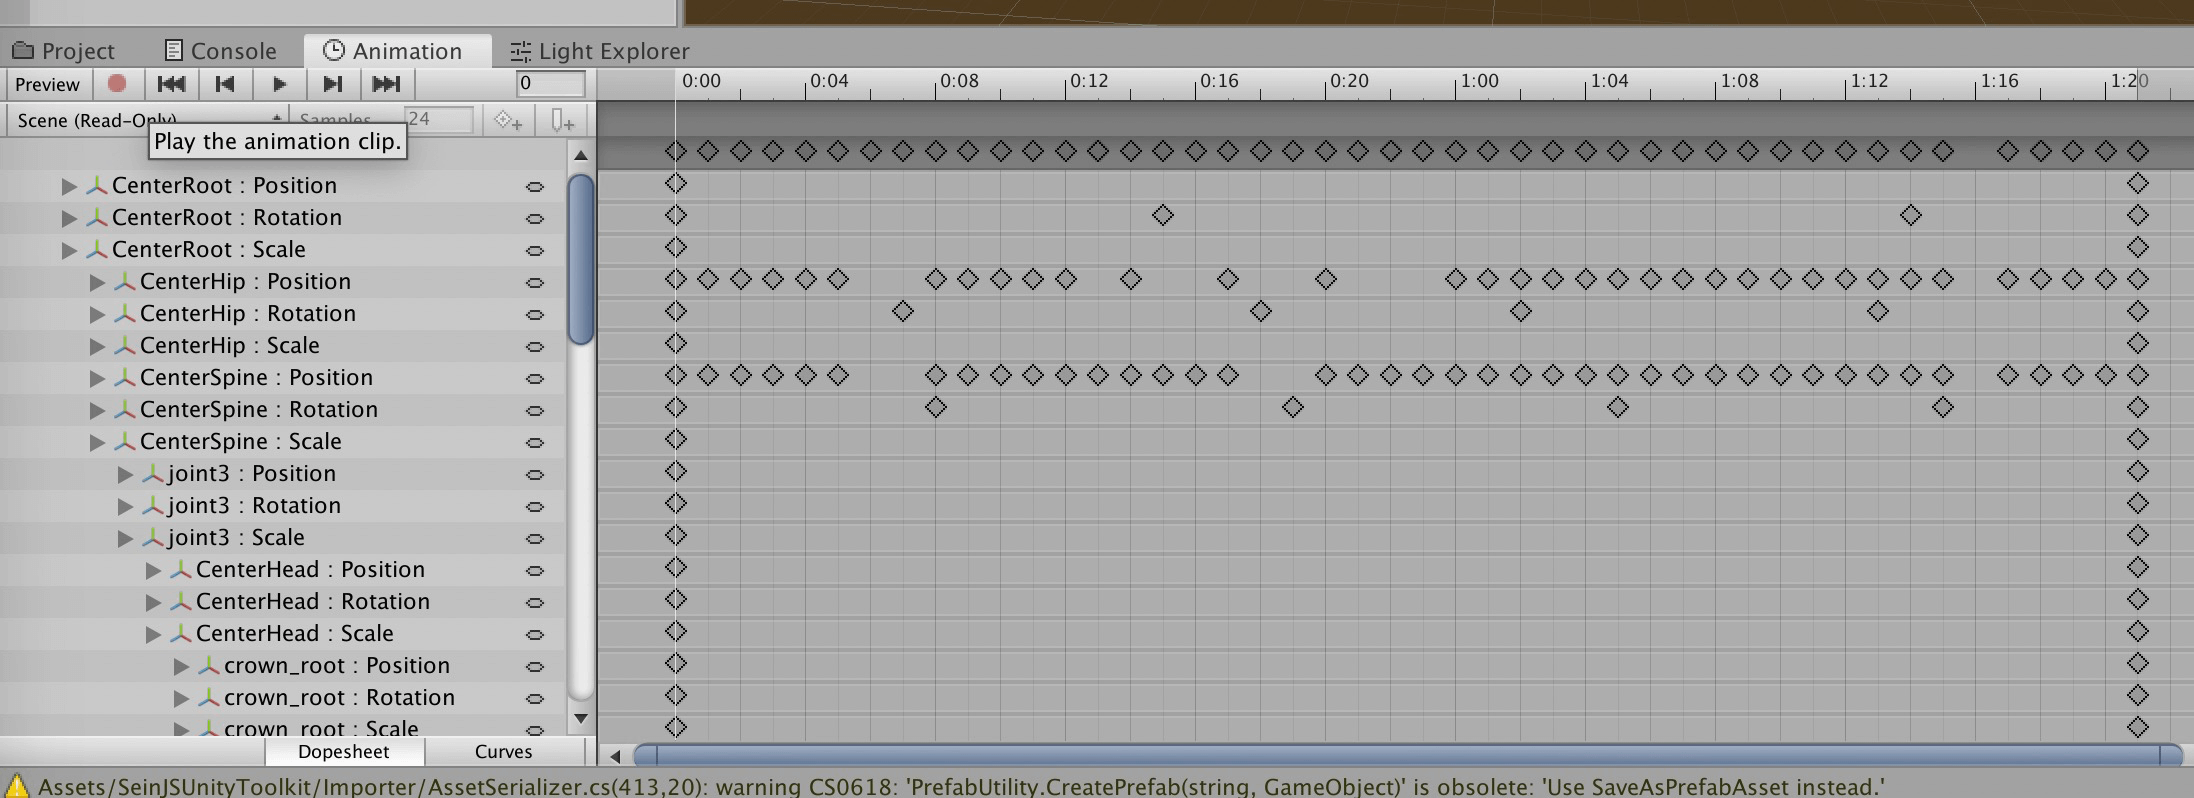 Project Console Animation Light Explorer
Preview 0 0:00 0:04 0:08 0:12 0:16 0:20 1:00 1:04 1:08 1:12 1:16 1:20
Scene (Read-Only) Samples 24
Play the animation clip.
CenterRoot : Position
CenterRoot : Rotation
CenterRoot : Scale
CenterHip : Position
CenterHip : Rotation
CenterHip : Scale
CenterSpine : Position
CenterSpine : Rotation
CenterSpine : Scale
joint3 : Position
joint3 : Rotation
joint3 : Scale
CenterHead : Position
CenterHead : Rotation
CenterHead : Scale
crown_root : Position
crown_root : Rotation
crown_root : Scale
Dopesheet Curves
Assets/SeinJSUnityToolkit/Importer/AssetSerializer.cs(413,20): warning CS0618: 'PrefabUtility.CreatePrefab(string, GameObject)' is obsolete: 'Use SaveAsPrefabAsset instead.'